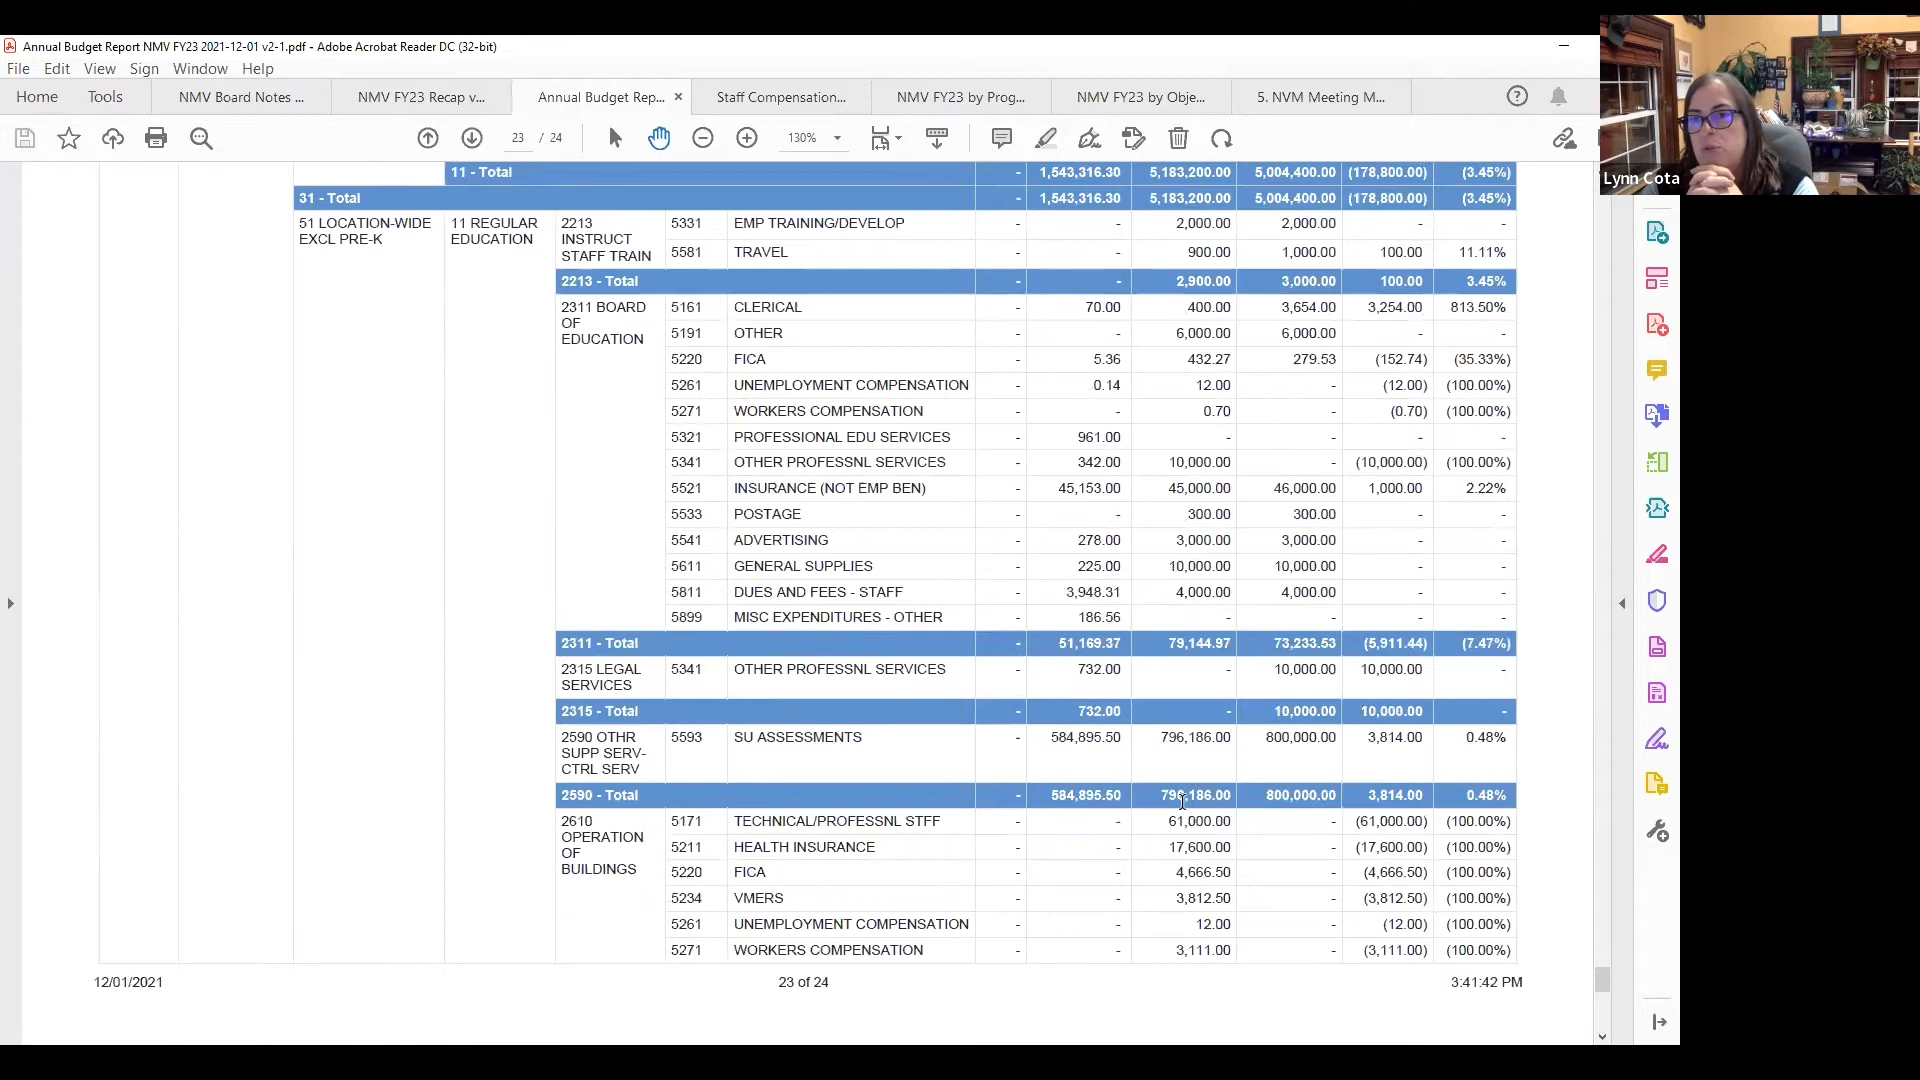 Annual Budget Report NMV FY23 2021-12-01 v2-1.pdf - Adobe Acrobat Reader DC (32-bit)
File Edit View Sign Window Help
Home Tools NMV Board Notes ... NMV FY23 Recap v... Annual Budget Rep... × Staff Compensation... NMV FY23 by Prog... NMV FY23 by Obje... 5. NVM Meeting M...
23 / 24 130%
Lynn Cota
11 - Total - 1,543,316.30 5,183,200.00 5,004,400.00 (178,800.00) (3.45%)
31 - Total - 1,543,316.30 5,183,200.00 5,004,400.00 (178,800.00) (3.45%)
51 LOCATION-WIDE 11 REGULAR 2213 5331 EMP TRAINING/DEVELOP - - 2,000.00 2,000.00 - -
EXCL PRE-K EDUCATION INSTRUCT
STAFF TRAIN 5581 TRAVEL - - 900.00 1,000.00 100.00 11.11%
2213 - Total - - 2,900.00 3,000.00 100.00 3.45%
2311 BOARD 5161 CLERICAL - 70.00 400.00 3,654.00 3,254.00 813.50%
OF
EDUCATION
5191 OTHER - - 6,000.00 6,000.00 - -
5220 FICA - 5.36 432.27 279.53 (152.74) (35.33%)
5261 UNEMPLOYMENT COMPENSATION - 0.14 12.00 - (12.00) (100.00%)
5271 WORKERS COMPENSATION - - 0.70 - (0.70) (100.00%)
5321 PROFESSIONAL EDU SERVICES - 961.00 - - - -
5341 OTHER PROFESSNL SERVICES - 342.00 10,000.00 - (10,000.00) (100.00%)
5521 INSURANCE (NOT EMP BEN) - 45,153.00 45,000.00 46,000.00 1,000.00 2.22%
5533 POSTAGE - - 300.00 300.00 - -
5541 ADVERTISING - 278.00 3,000.00 3,000.00 - -
5611 GENERAL SUPPLIES - 225.00 10,000.00 10,000.00 - -
5811 DUES AND FEES - STAFF - 3,948.31 4,000.00 4,000.00 - -
5899 MISC EXPENDITURES - OTHER - 186.56 - - - -
2311 - Total - 51,169.37 79,144.97 73,233.53 (5,911.44) (7.47%)
2315 LEGAL 5341 OTHER PROFESSNL SERVICES - 732.00 - 10,000.00 10,000.00 -
SERVICES
2315 - Total - 732.00 - 10,000.00 10,000.00 -
2590 OTHR 5593 SU ASSESSMENTS - 584,895.50 796,186.00 800,000.00 3,814.00 0.48%
SUPP SERV-
CTRL SERV
2590 - Total - 584,895.50 796,186.00 800,000.00 3,814.00 0.48%
2610 5171 TECHNICAL/PROFESSNL STFF - - 61,000.00 - (61,000.00) (100.00%)
OPERATION
OF
BUILDINGS
5211 HEALTH INSURANCE - - 17,600.00 - (17,600.00) (100.00%)
5220 FICA - - 4,666.50 - (4,666.50) (100.00%)
5234 VMERS - - 3,812.50 - (3,812.50) (100.00%)
5261 UNEMPLOYMENT COMPENSATION - - 12.00 - (12.00) (100.00%)
5271 WORKERS COMPENSATION - - 3,111.00 - (3,111.00) (100.00%)
12/01/2021 23 of 24 3:41:42 PM